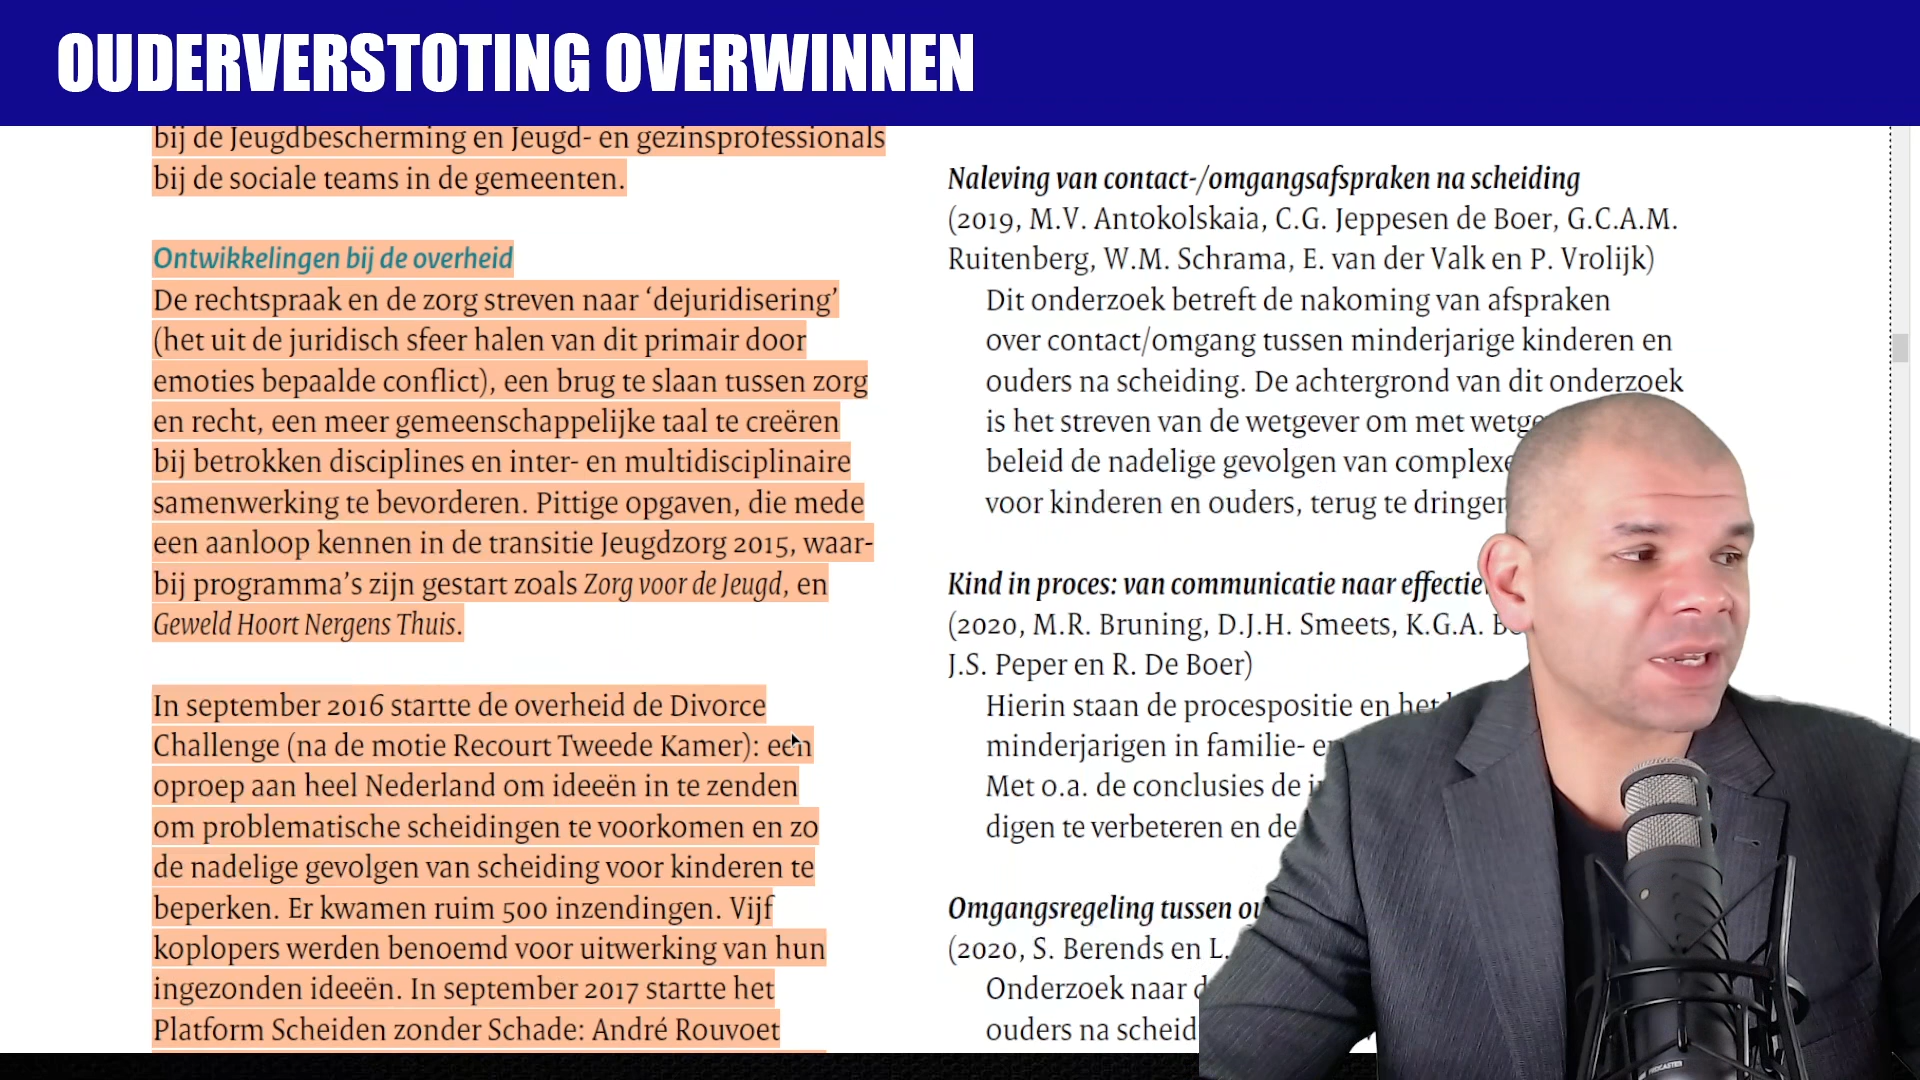 OUDERVERSTOTING OVERWINNEN
bij de Jeugdbescherming en Jeugd- en gezinsprofessionals
bij de sociale teams in de gemeenten.
Ontwikkelingen bij de overheid
De rechtspraak en de zorg streven naar ‘dejuridisering’
(het uit de juridisch sfeer halen van dit primair door
emoties bepaalde conflict), een brug te slaan tussen zorg
en recht, een meer gemeenschappelijke taal te creëren
bij betrokken disciplines en inter- en multidisciplinaire
samenwerking te bevorderen. Pittige opgaven, die mede
een aanloop kennen in de transitie Jeugdzorg 2015, waar-
bij programma’s zijn gestart zoals Zorg voor de Jeugd, en
Geweld Hoort Nergens Thuis.
In september 2016 startte de overheid de Divorce
Challenge (na de motie Recourt Tweede Kamer): een
oproep aan heel Nederland om ideeën in te zenden
om problematische scheidingen te voorkomen en zo
de nadelige gevolgen van scheiding voor kinderen te
beperken. Er kwamen ruim 500 inzendingen. Vijf
koplopers werden benoemd voor uitwerking van hun
ingezonden ideeën. In september 2017 startte het
Platform Scheiden zonder Schade: André Rouvoet
Naleving van contact-/omgangsafspraken na scheiding
(2019, M.V. Antokolskaia, C.G. Jeppesen de Boer, G.C.A.M.
Ruitenberg, W.M. Schrama, E. van der Valk en P. Vrolijk)
Dit onderzoek betreft de nakoming van afspraken
over contact/omgang tussen minderjarige kinderen en
ouders na scheiding. De achtergrond van dit onderzoek
is het streven van de wetgever om met
beleid de nadelige gevolgen van
voor kinderen en ouders, terug te
Kind in proces: van communicatie naar
(2020, M.R. Bruning, D.J.H. Smeets, K.G.A.
J.S. Peper en R. De Boer)
Hierin staan de procespositie en het
minderjarigen in familie-
Met o.a. de conclusies de
digen te verbeteren en de
Omgangsregeling tussen
(2020, S. Berends en L.
Onderzoek naar
ouders na